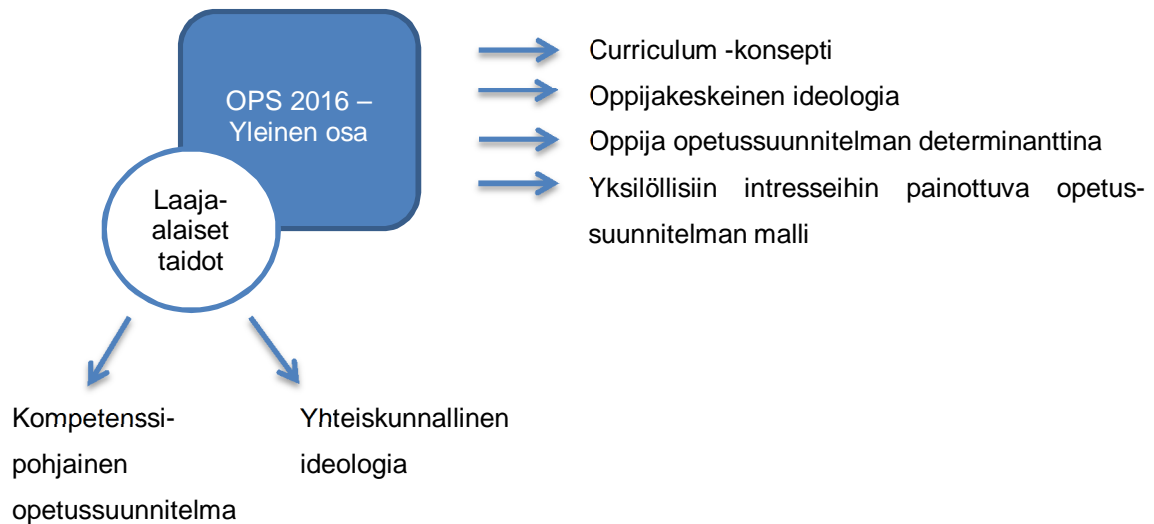 OPS 2016 –
Yleinen osa
Laaja-
alaiset
taidot
Curriculum -konsepti
Oppijakeskeinen ideologia
Oppija opetussuunnitelman determinanttina
Yksilöllisiin intresseihin painottuva opetus-
suunnitelman malli
Kompetenssi-
pohjainen
opetussuunnitelma
Yhteiskunnallinen
ideologia